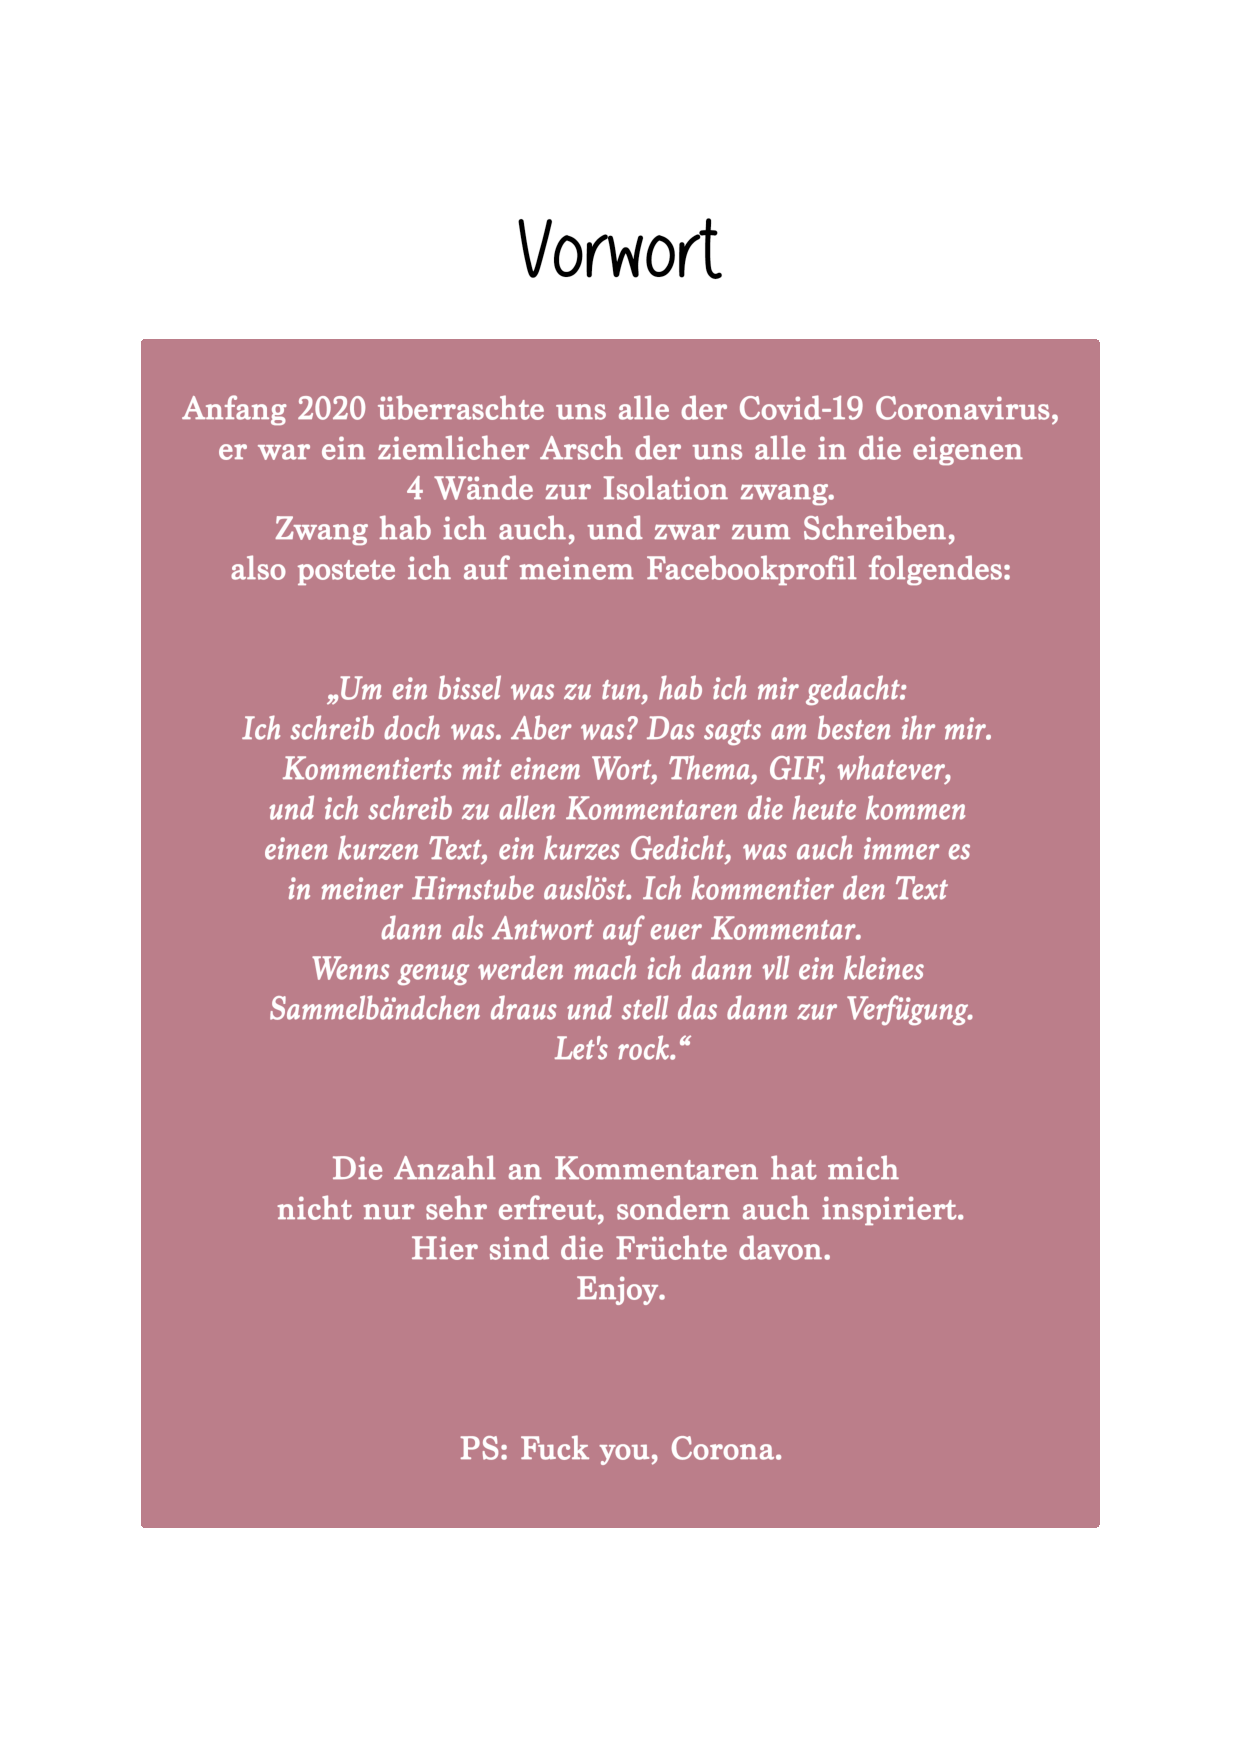 Vorwort
Anfang 2020 überraschte uns alle der Covid-19 Coronavirus,
er war ein ziemlicher Arsch der uns alle in die eigenen
4 Wände zur Isolation zwang.
Zwang hab ich auch, und zwar zum Schreiben,
also postete ich auf meinem Facebookprofil folgendes:
„Um ein bissel was zu tun, hab ich mir gedacht:
Ich schreib doch was. Aber was? Das sagts am besten ihr mir.
Kommentierts mit einem Wort, Thema, GIF, whatever,
und ich schreib zu allen Kommentaren die heute kommen
einen kurzen Text, ein kurzes Gedicht, was auch immer es
in meiner Hirnstube auslöst. Ich kommentier den Text
dann als Antwort auf euer Kommentar.
Wenns genug werden mach ich dann vll ein kleines
Sammelbändchen draus und stell das dann zur Verfügung.
Let's rock.“
Die Anzahl an Kommentaren hat mich
nicht nur sehr erfreut, sondern auch inspiriert.
Hier sind die Früchte davon.
Enjoy.
PS: Fuck you, Corona.